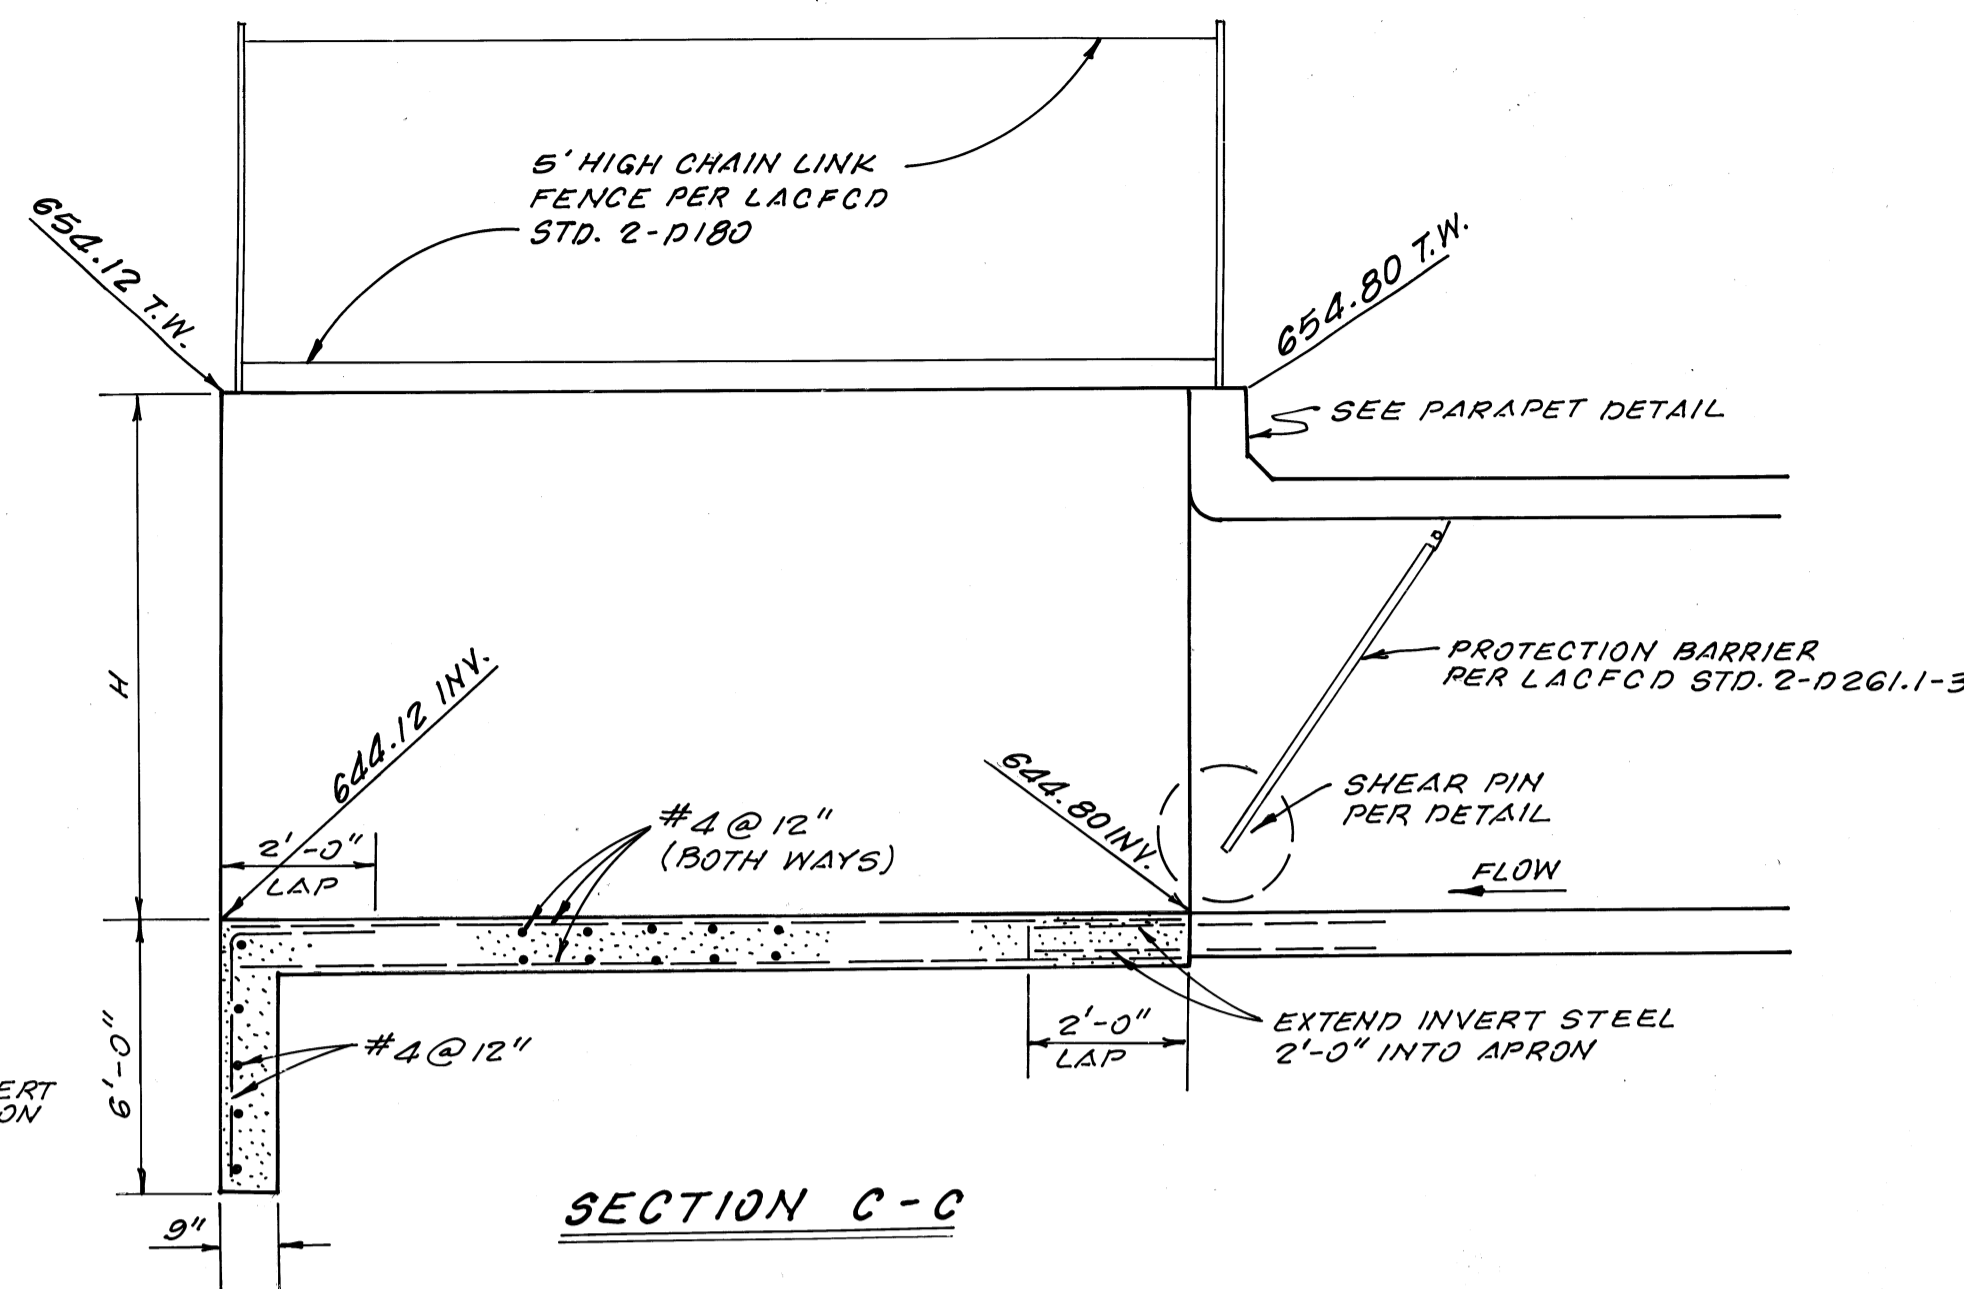 5' HIGH CHAIN LINK
FENCE PER LACFCD
STD. 2-D180
654.12 T.W.
654.80 T.W.
SEE PARAPET DETAIL
H
644.12 INV.
PROTECTION BARRIER
PER LACFCD STD. 2-D261.1-3
644.80 INV.
SHEAR PIN
PER DETAIL
#4 @ 12"
(BOTH WAYS)
2'-0"
LAP
FLOW
6'-0"
#4 @ 12"
2'-0"
LAP
EXTEND INVERT STEEL
2'-0" INTO APRON
ERT
ON
9"
SECTION C-C